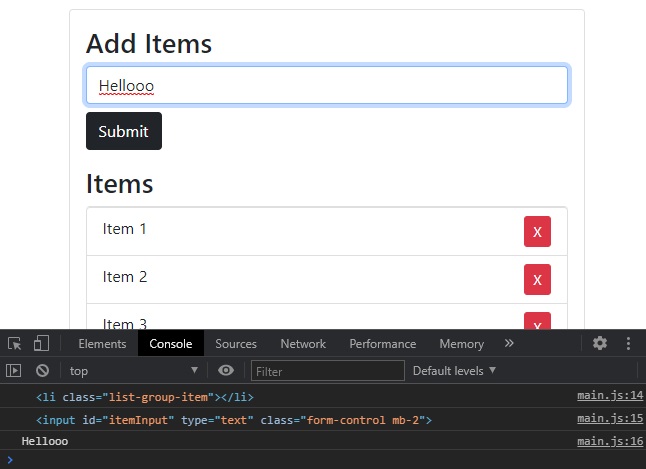 Add Items
Hellooo
Submit
Items
Item 1 X
Item 2 X
Item 3 X
Elements Console Sources Network Performance Memory »
top ▼ Filter Default levels ▼
<li class="list-group-item"></li> main.js:14
<input id="itemInput" type="text" class="form-control mb-2"> main.js:15
Hellooo main.js:16
>